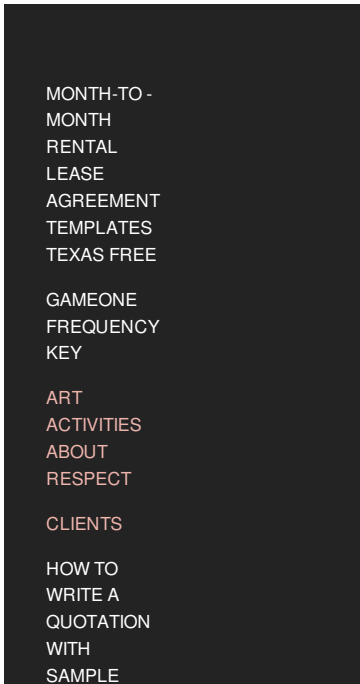 MONTH-TO -
MONTH
RENTAL
LEASE
AGREEMENT
TEMPLATES
TEXAS FREE
GAMEONE
FREQUENCY
KEY
ART
ACTIVITIES
ABOUT
RESPECT
CLIENTS
HOW TO
WRITE A
QUOTATION
WITH
SAMPLE